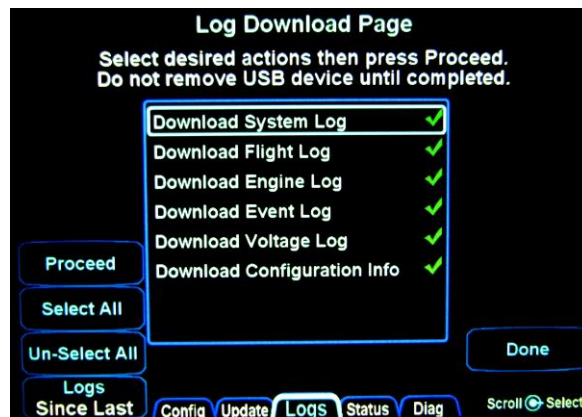 Log Download Page
Select desired actions then press Proceed.
Do not remove USB device until completed.
Download System Log
Download Flight Log
Download Engine Log
Download Event Log
Download Voltage Log
Download Configuration Info
Proceed
Select All
Un-Select All
Logs
Since Last
Done
Config Update Logs Status Diag
Scroll Select